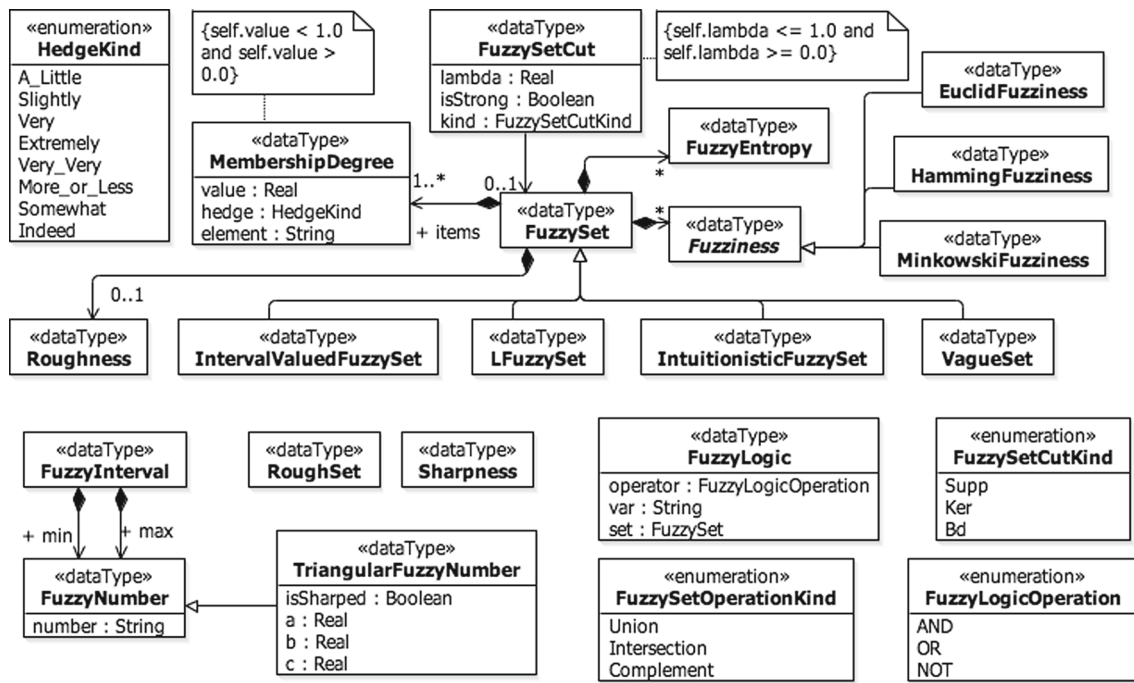 «enumeration»
HedgeKind
A_Little
Slightly
Very
Extremely
Very_Very
More_or_Less
Somewhat
Indeed
{self.value < 1.0
and self.value >
0.0}
«dataType»
FuzzySetCut
lambda : Real
isStrong : Boolean
kind : FuzzySetCutKind
{self.lambda <= 1.0 and
self.lambda >= 0.0}
«dataType»
EuclidFuzziness
«dataType»
MembershipDegree
value : Real
hedge : HedgeKind
element : String
«dataType»
FuzzyEntropy
«dataType»
HammingFuzziness
1..*
0..1
*
+ items
«dataType»
FuzzySet
*
«dataType»
Fuzziness
«dataType»
MinkowskiFuzziness
0..1
«dataType»
Roughness
«dataType»
IntervalValuedFuzzySet
«dataType»
LFuzzySet
«dataType»
IntuitionisticFuzzySet
«dataType»
VagueSet
«dataType»
FuzzyInterval
+ min
+ max
«dataType»
RoughSet
«dataType»
Sharpness
«dataType»
FuzzyLogic
operator : FuzzyLogicOperation
var : String
set : FuzzySet
«enumeration»
FuzzySetCutKind
Supp
Ker
Bd
«dataType»
FuzzyNumber
number : String
«dataType»
TriangularFuzzyNumber
isSharped : Boolean
a : Real
b : Real
c : Real
«enumeration»
FuzzySetOperationKind
Union
Intersection
Complement
«enumeration»
FuzzyLogicOperation
AND
OR
NOT